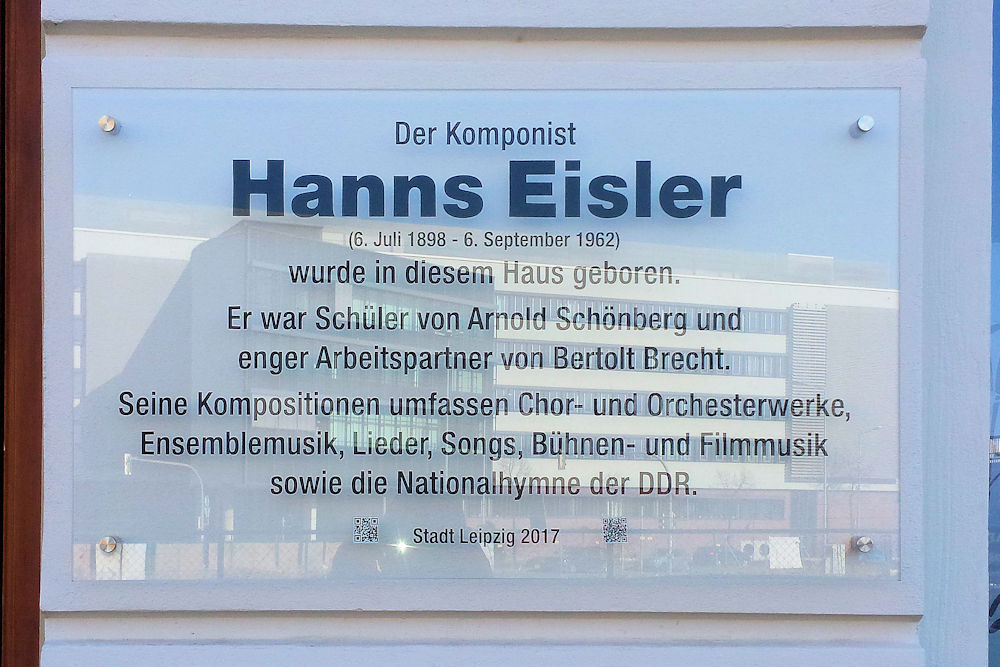 Der Komponist
Hanns Eisler
(6. Juli 1898 - 6. September 1962)
wurde in diesem Haus geboren.
Er war Schüler von Arnold Schönberg und
enger Arbeitspartner von Bertolt Brecht.
Seine Kompositionen umfassen Chor- und Orchesterwerke,
Ensemblemusik, Lieder, Songs, Bühnen- und Filmmusik
sowie die Nationalhymne der DDR.
Stadt Leipzig 2017